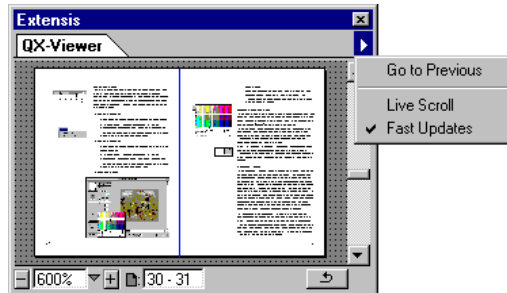 Extensis
QX-Viewer
Go to Previous
Live Scroll
Fast Updates
600%
30 - 31